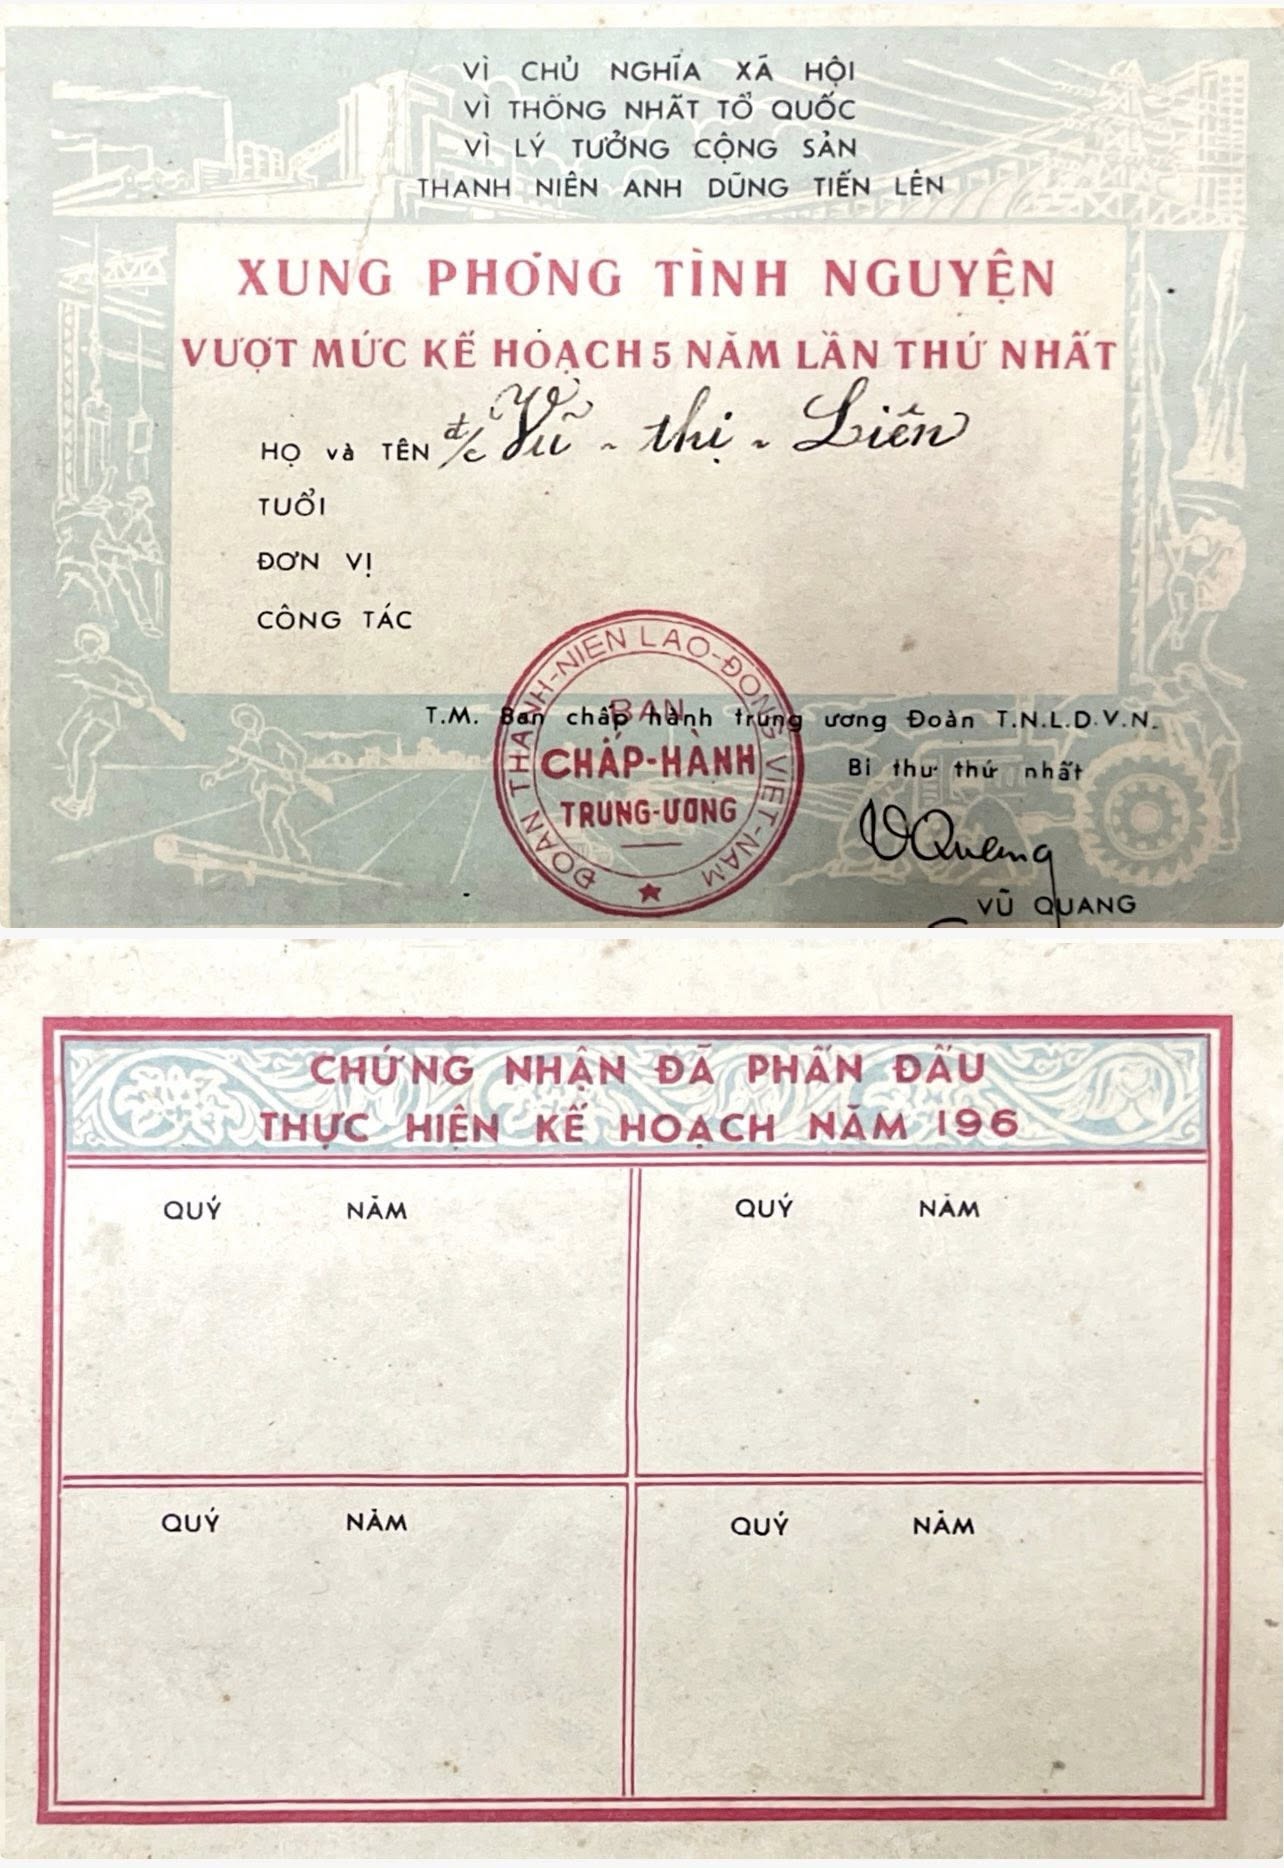 VÌ CHỦ NGHĨA XÃ HỘI
VÌ THỐNG NHẤT TỔ QUỐC
VÌ LÝ TƯỞNG CỘNG SẢN
THANH NIÊN ANH DŨNG TIẾN LÊN
XUNG PHONG TÌNH NGUYỆN
VƯỢT MỨC KẾ HOẠCH 5 NĂM LẦN THỨ NHẤT
HỌ và TÊN đ/c Vũ - thị - Liên
TUỔI
ĐƠN VỊ
CÔNG TÁC
ĐOÀN THANH-NIÊN LAO-ĐỘNG VIỆT-NAM
BAN
CHẤP-HÀNH
TRUNG-ƯƠNG
T.M. Ban chấp hành trung ương Đoàn T.N.L.D.V.N.
Bí thư thứ nhất
VQuang
VŨ QUANG
CHỨNG NHẬN ĐÃ PHẤN ĐẤU
THỰC HIỆN KẾ HOẠCH NĂM 196
QUÝ NĂM
QUÝ NĂM
QUÝ NĂM
QUÝ NĂM